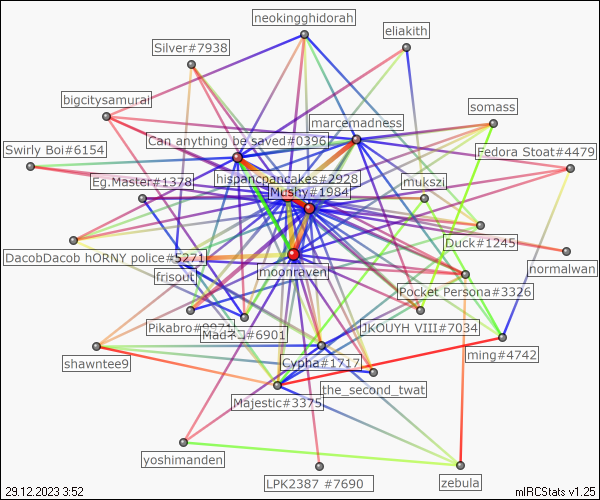 neokingghidorah
eliakith
Silver#7938
bigcitysamurai
somass
marcemadness
Can anything be saved#0396
Swirly Boi#6154
Fedora Stoat#4479
hispancpancakes#2928
Eg.Master#1378
mukszi
Mushy#1984
Duck#1245
DacobDacob hORNY police#5271
normalwan
moonraven
frisout
Pocket Persona#3326
Pikabro
Madネコ#6901
JKOUYH VIII#7034
ming#4742
shawntee9
Cypha#1717
the_second_twat
Majestic#3375
yoshimanden
LPK2387 #7690
zebula
29.12.2023 3:52
mIRCStats v1.25